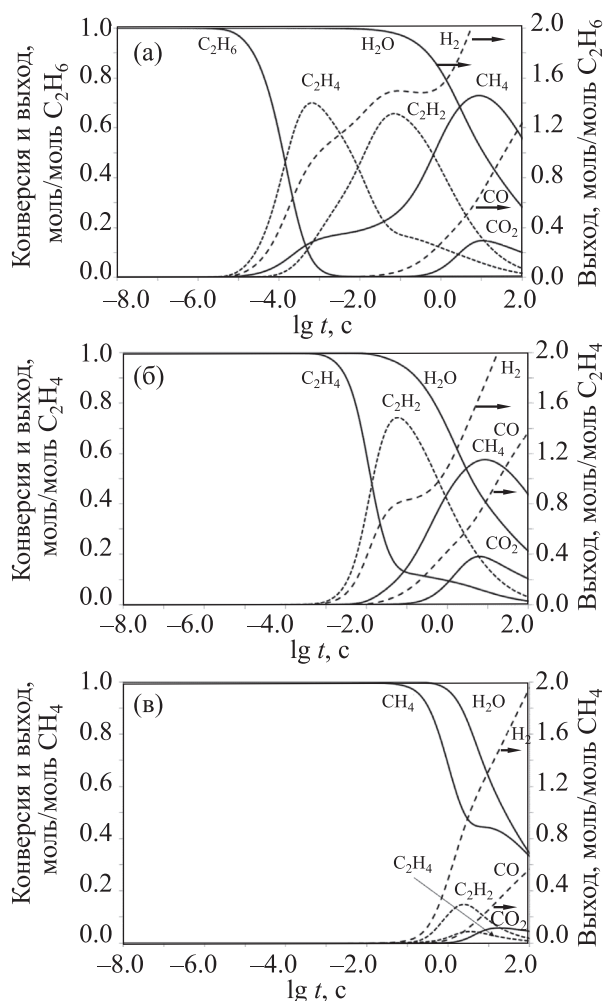 (а)
Конверсия и выход,
моль/моль C2H6
Выход, моль/моль C2H6
1.0
0.8
0.6
0.4
0.2
0.0
2.0
1.6
1.2
0.8
0.4
0.0
C2H6
H2O
H2
C2H4
C2H2
CH4
CO
CO2
–8.0 –6.0 –4.0 –2.0 0.0 2.0
lg t, с
(б)
Конверсия и выход,
моль/моль C2H4
Выход, моль/моль C2H4
1.0
0.8
0.6
0.4
0.2
0.0
2.0
1.6
1.2
0.8
0.4
0.0
C2H4
H2O
H2
C2H2
CO
CH4
CO2
–8.0 –6.0 –4.0 –2.0 0.0 2.0
lg t, с
(в)
Конверсия и выход,
моль/моль CH4
Выход, моль/моль CH4
1.0
0.8
0.6
0.4
0.2
0.0
2.0
1.6
1.2
0.8
0.4
0.0
CH4
H2O
H2
C2H4
C2H2
CO
CO2
–8.0 –6.0 –4.0 –2.0 0.0 2.0
lg t, с